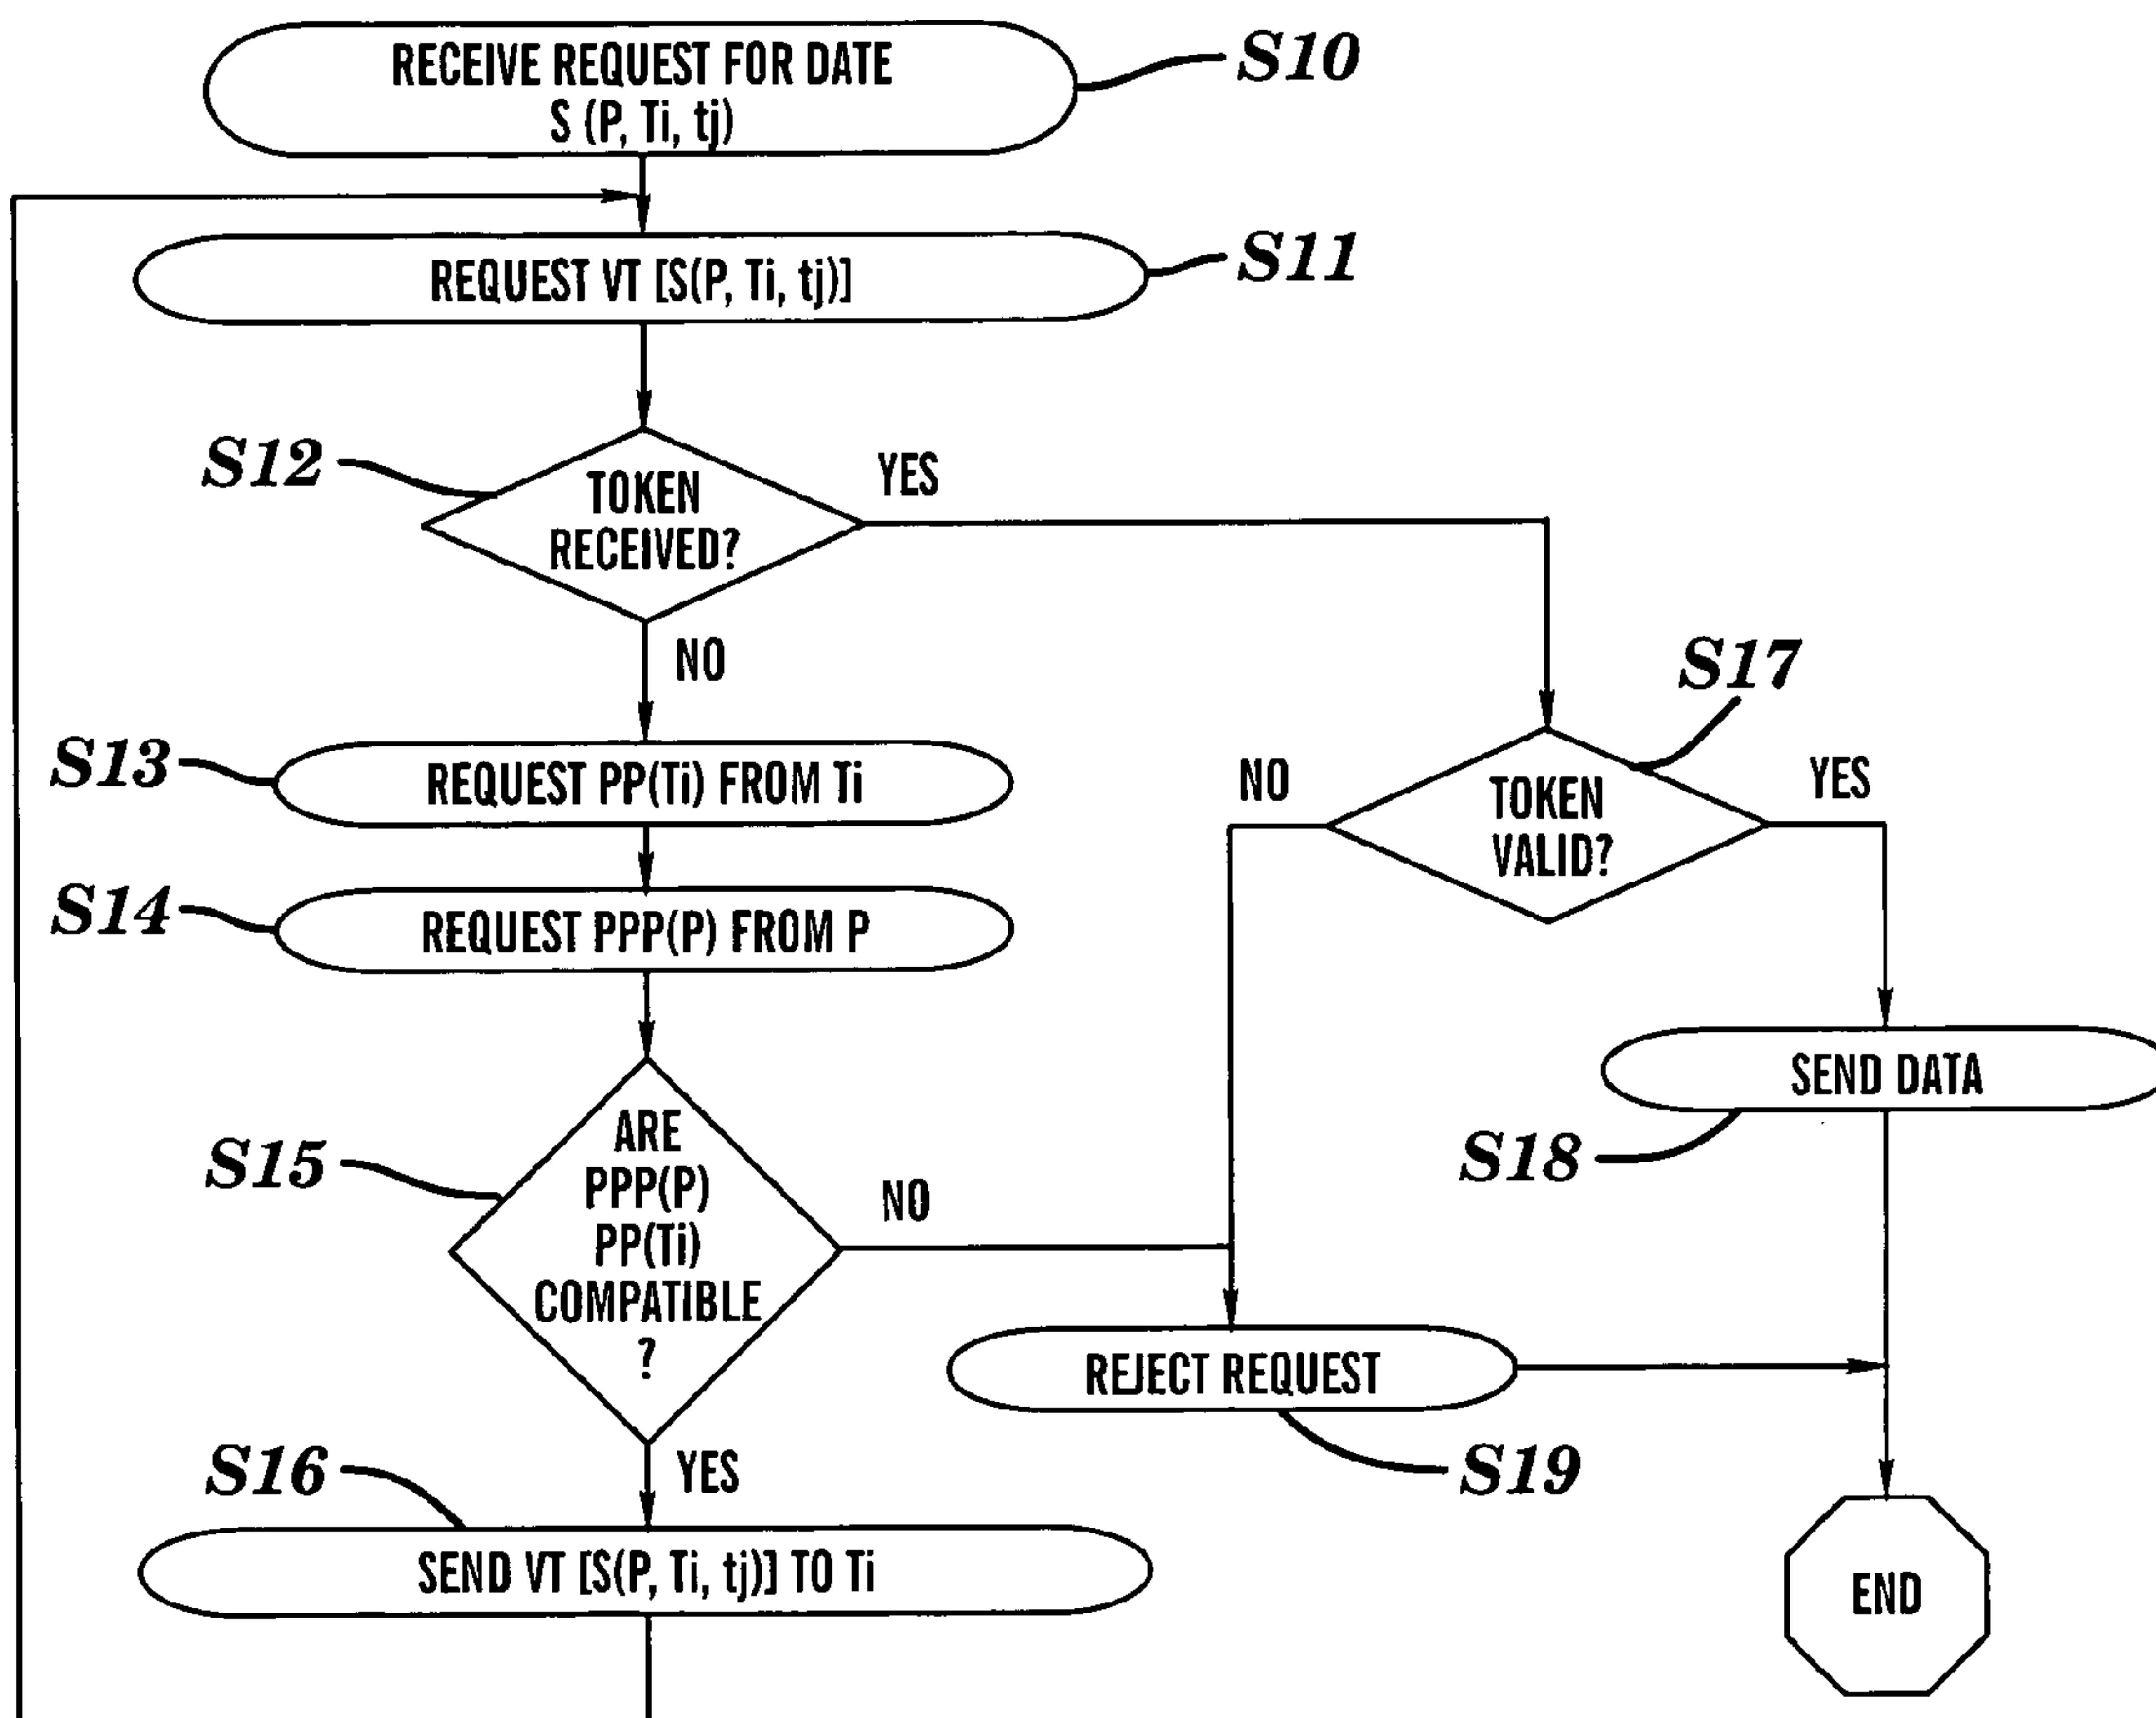 RECEIVE REQUEST FOR DATE
S (P, Ti, tj)
S10
REQUEST VT [S(P, Ti, tj)]
S11
S12
TOKEN
RECEIVED?
YES
NO
S13
REQUEST PP(Ti) FROM Ti
S14
REQUEST PPP(P) FROM P
S15
ARE
PPP(P)
PP(Ti)
COMPATIBLE
?
NO
YES
S16
SEND VT [S(P, Ti, tj)] TO Ti
S17
TOKEN
VALID?
NO
YES
SEND DATA
S18
REJECT REQUEST
S19
END